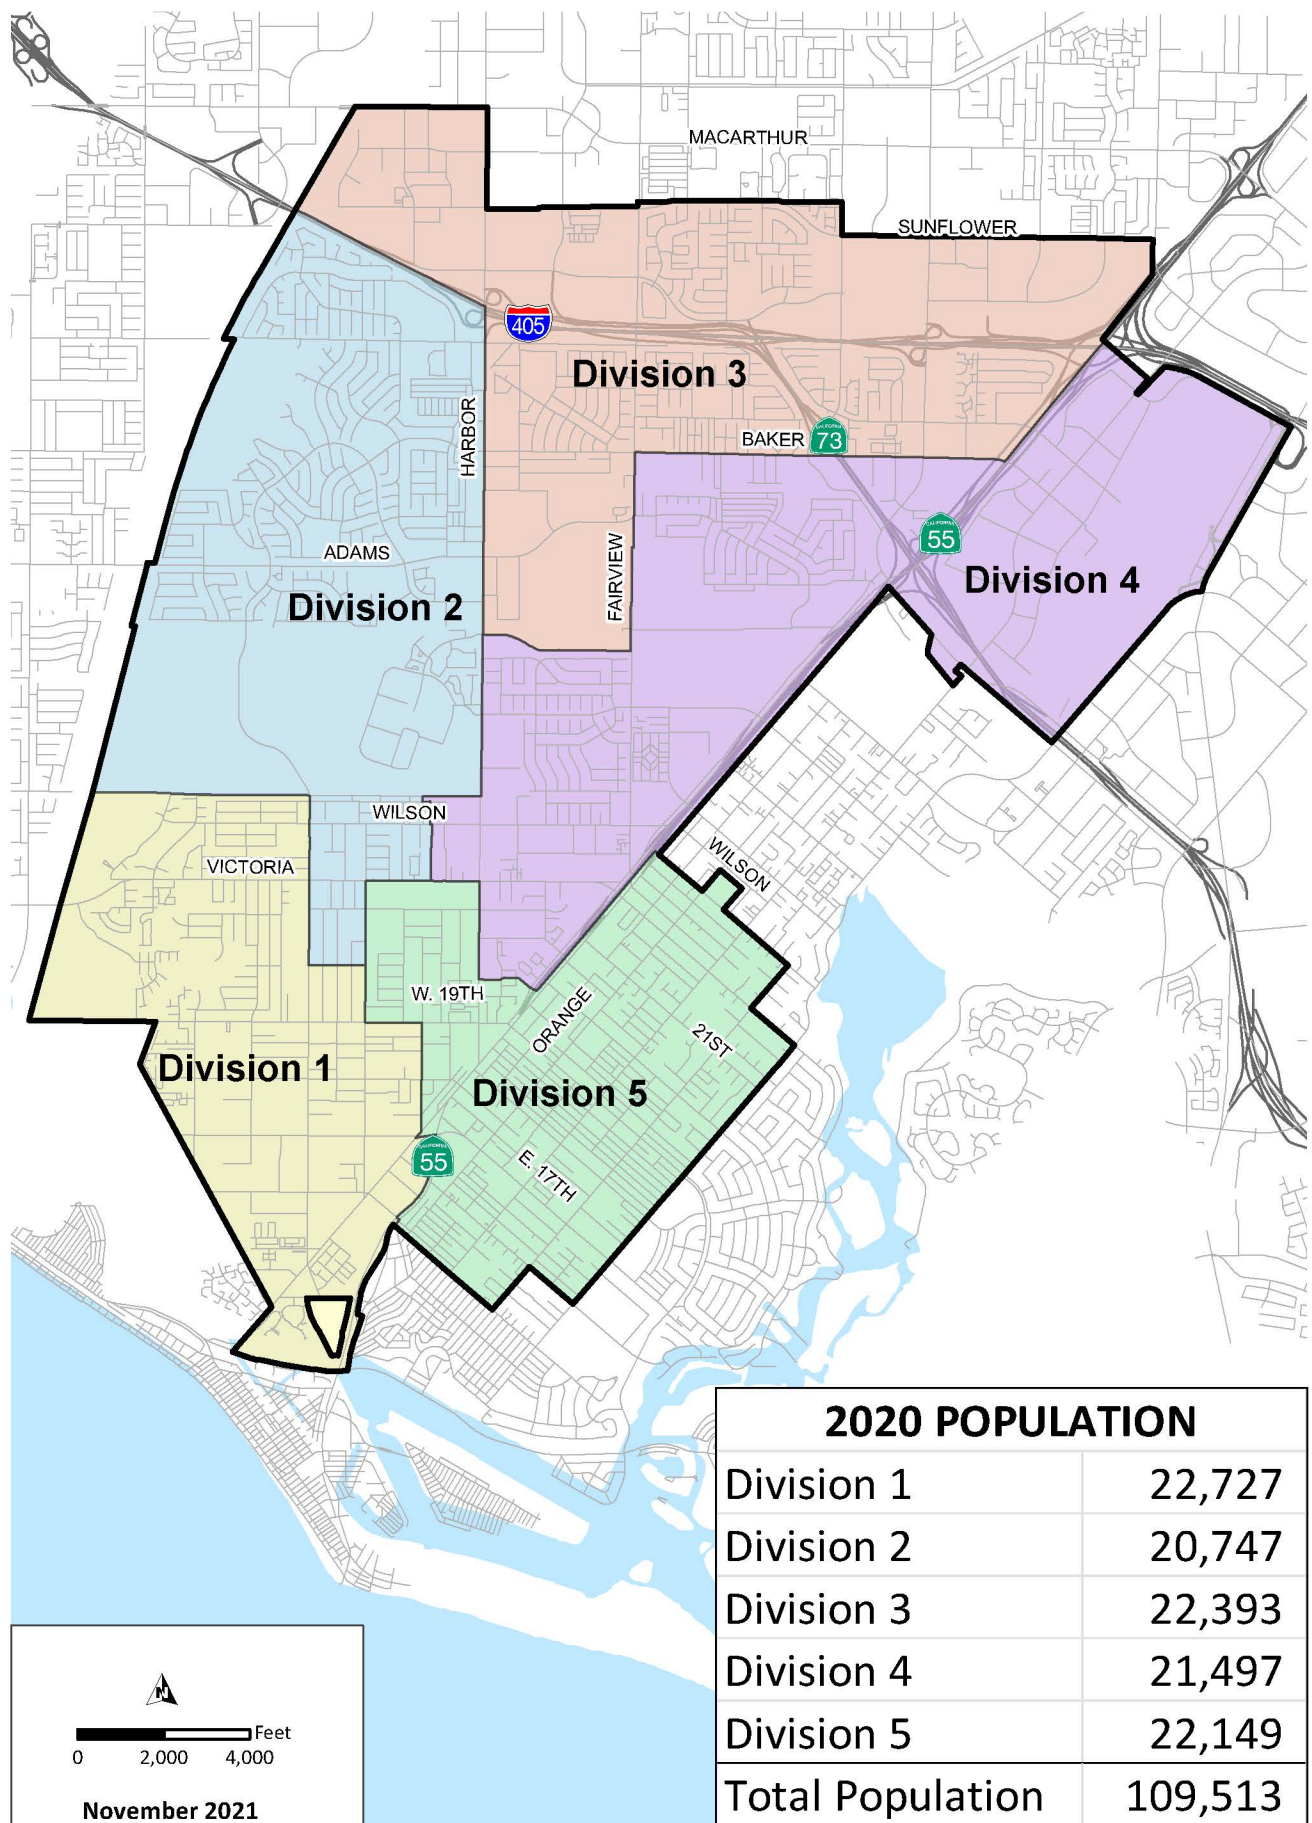 MACARTHUR
SUNFLOWER
405
Division 3
HARBOR
BAKER
CALIFORNIA
73
CALIFORNIA
55
FAIRVIEW
ADAMS
Division 4
Division 2
WILSON
VICTORIA
WILSON
W. 19TH
ORANGE
21ST
Division 1
Division 5
CALIFORNIA
55
E. 17TH
2020 POPULATION
Division 1 22,727
Division 2 20,747
Division 3 22,393
Division 4 21,497
Division 5 22,149
Total Population 109,513
N
Feet
0 2,000 4,000
November 2021